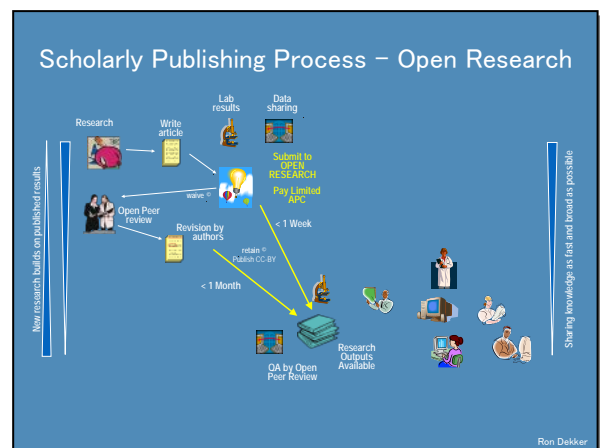 Scholarly Publishing Process – Open Research
Lab
results
Data
sharing
Research
Write
article
Submit to
OPEN
RESEARCH
Pay Limited
APC
waive ©
Open Peer
review
Revision by
authors
< 1 Week
retain ©
Publish CC-BY
< 1 Month
QA by Open
Peer Review
Research
Outputs
Available
New research builds on published results
Sharing knowledge as fast and broad as possible
Ron Dekker